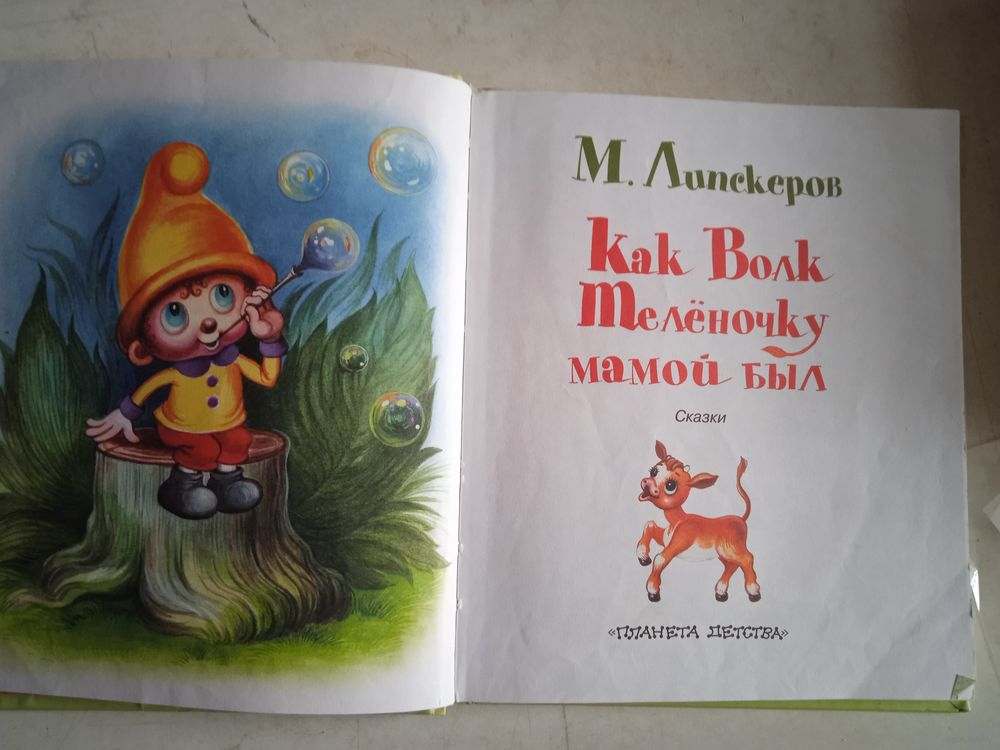 М. Липскеров
Как Волк
Телёночку
мамой был
Сказки
«ПЛАНЕТА ДЕТСТВА»